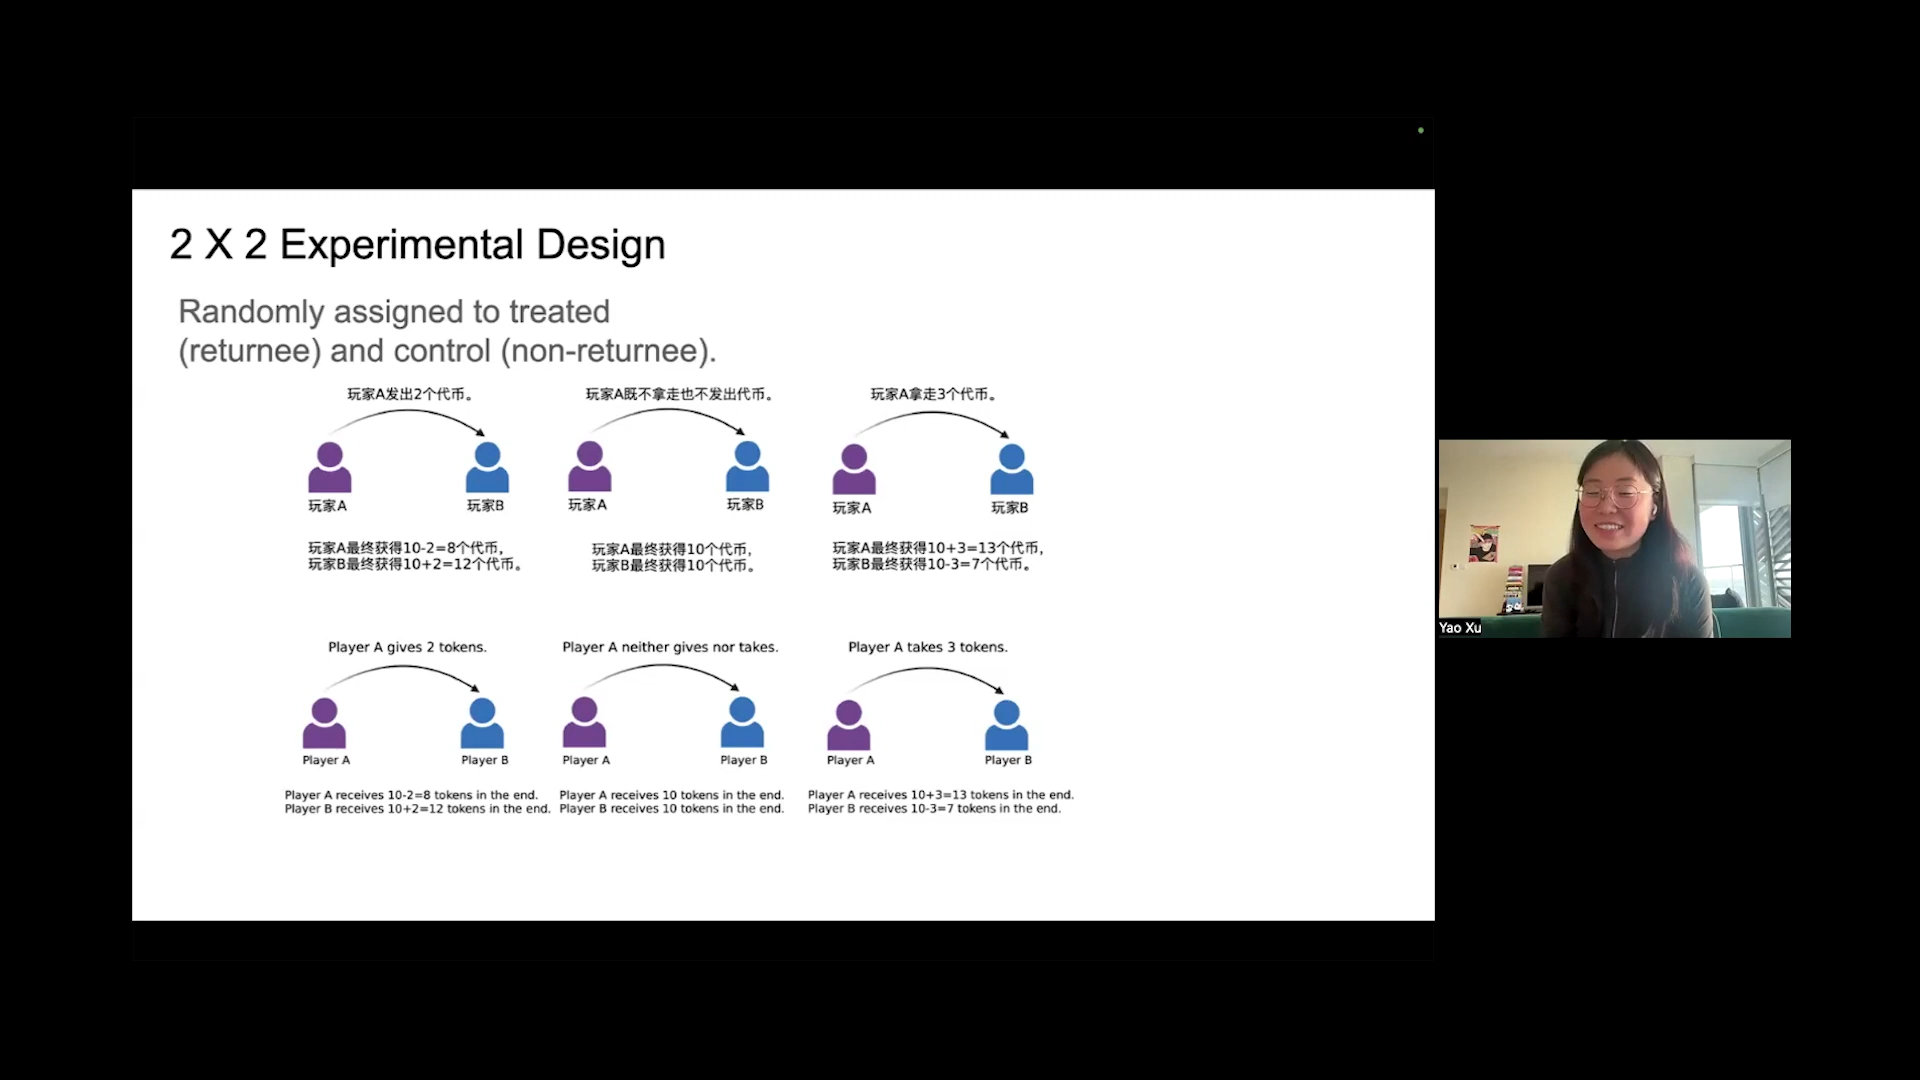 2 X 2 Experimental Design
Randomly assigned to treated
(returnee) and control (non-returnee).
玩家A发出2个代币。
玩家A既不拿走也不发出代币。
玩家A拿走3个代币。
玩家A
玩家B
玩家A
玩家B
玩家A
玩家B
玩家A最终获得10-2=8个代币,
玩家B最终获得10+2=12个代币。
玩家A最终获得10个代币,
玩家B最终获得10个代币。
玩家A最终获得10+3=13个代币,
玩家B最终获得10-3=7个代币。
Player A gives 2 tokens.
Player A neither gives nor takes.
Player A takes 3 tokens.
Player A
Player B
Player A
Player B
Player A
Player B
Player A receives 10-2=8 tokens in the end.
Player B receives 10+2=12 tokens in the end.
Player A receives 10 tokens in the end.
Player B receives 10 tokens in the end.
Player A receives 10+3=13 tokens in the end.
Player B receives 10-3=7 tokens in the end.
Yao Xu